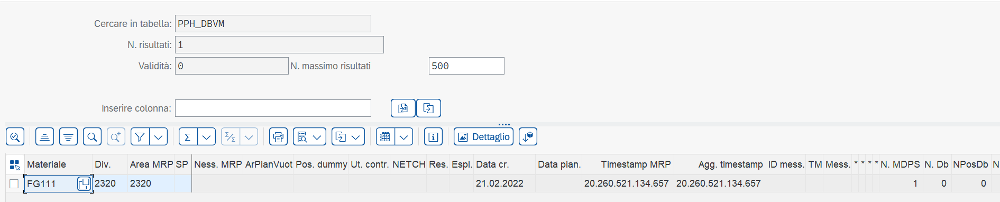 Cercare in tabella: PPH_DBVM
N. risultati: 1
Validità: 0 N. massimo risultati 500
Inserire colonna:
Dettaglio
Materiale Div. Area MRP SP Ness. MRP ArPianVuot Pos. dummy Ut. contr. NETCH Res. Espl. Data cr. Data pian. Timestamp MRP Agg. timestamp ID mess. TM Mess. * * * * N. MDPS N. Db NPosDb N
FG111 2320 2320 21.02.2022 20.260.521.134.657 20.260.521.134.657 1 0 0